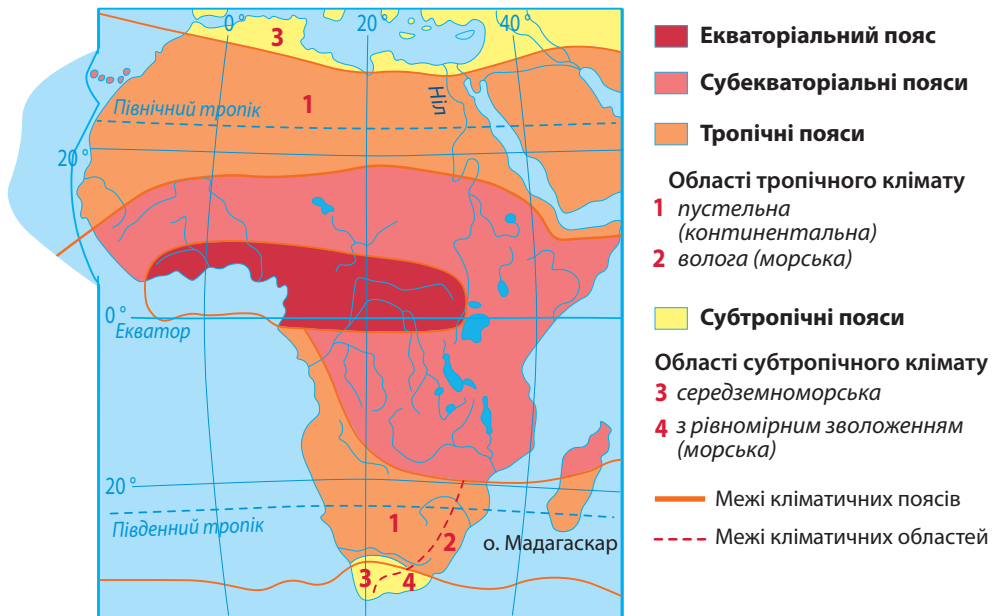 0°
20°
40°
3
Ніл
1
Північний тропік
20°
0°
Екватор
20°
Південний тропік
1
2
о. Мадагаскар
3
4
Екваторіальний пояс
Субекваторіальні пояси
Тропічні пояси
Області тропічного клімату
1 пустельна
(континентальна)
2 волога (морська)
Субтропічні пояси
Області субтропічного клімату
3 середземноморська
4 з рівномірним зволоженням
(морська)
Межі кліматичних поясів
Межі кліматичних областей